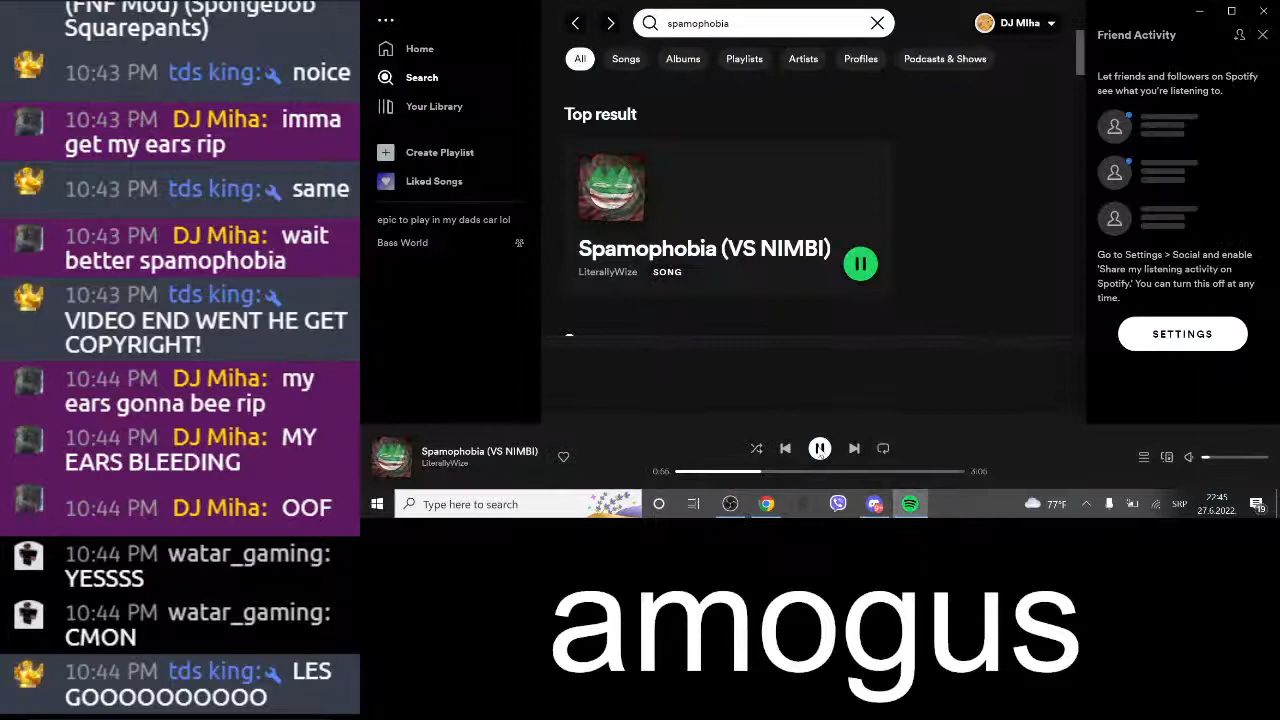 (FNF Mod) (Spongebob
Squarepants)
10:43 PM tds king: noice
10:43 PM DJ Miha: imma
get my ears rip
10:43 PM tds king: same
10:43 PM DJ Miha: wait
better spamophobia
10:43 PM tds king:
VIDEO END WENT HE GET
COPYRIGHT!
10:44 PM DJ Miha: my
ears gonna bee rip
10:44 PM DJ Miha: MY
EARS BLEEDING
10:44 PM DJ Miha: OOF
10:44 PM watar_gaming:
YESSSS
10:44 PM watar_gaming:
CMON
10:44 PM tds king: LES
GOOOOOOOOOO
Home
Search
Your Library
Create Playlist
Liked Songs
epic to play in my dads car lol
Bass World
spamophobia
DJ MIha
All Songs Albums Playlists Artists Profiles Podcasts & Shows
Top result
Spamophobia (VS NIMBI)
LiterallyWize SONG
Friend Activity
Let friends and followers on Spotify
see what you're listening to.
Go to Settings > Social and enable
'Share my listening activity on
Spotify.' You can turn this off at any
time.
SETTINGS
Spamophobia (VS NIMBI)
LiterallyWize
0:56 3:06
Type here to search
77°F SRP 22:45
27.6.2022.
19
amogus